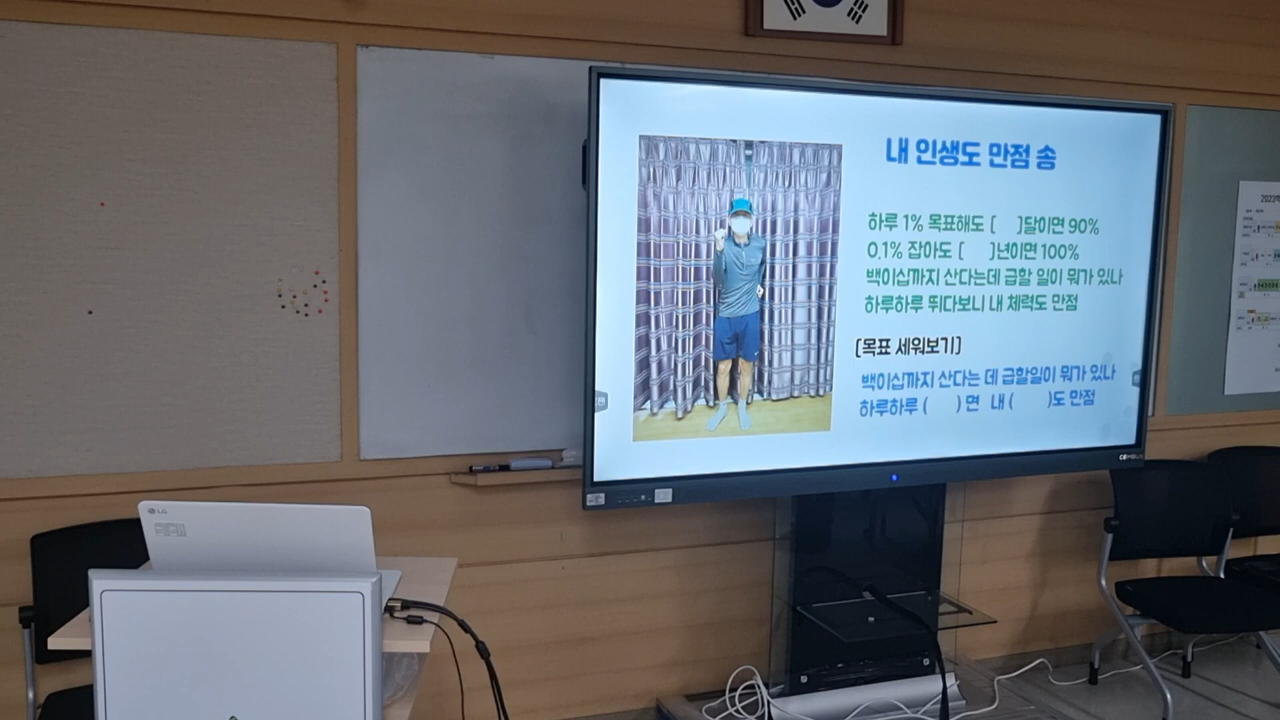 내 인생도 만점 송
하루 1% 목표해도 [ ]달이면 90%
0.1% 잡아도 [ ]년이면 100%
백이십까지 산다는데 급할 일이 뭐가 있나
하루하루 뛰다보니 내 체력도 만점
[목표 세워보기]
백이십까지 산다는 데 급할일이 뭐가 있나
하루하루 ( ) 면 내 ( )도 만점
LG